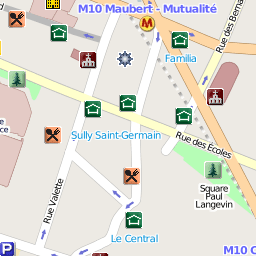 M10 Maubert - Mutualité
Familia
Rue des Berna
Sully Saint-Germain
Rue des Écoles
Square
Paul
Langevin
Rue Valette
Le Central
M10 C
P